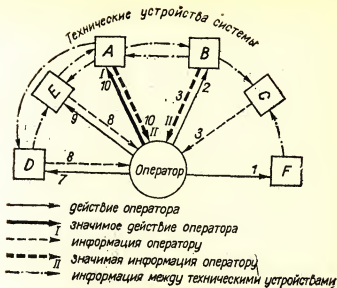 Технические устройства системы
A
B
E
C
D
F
I
10
10
II
II
3
2
9
8
3
8
7
1
Оператор
действие оператора
I значимое действие оператора
информация оператору
II значимая информация оператору
информация между техническими устройствами